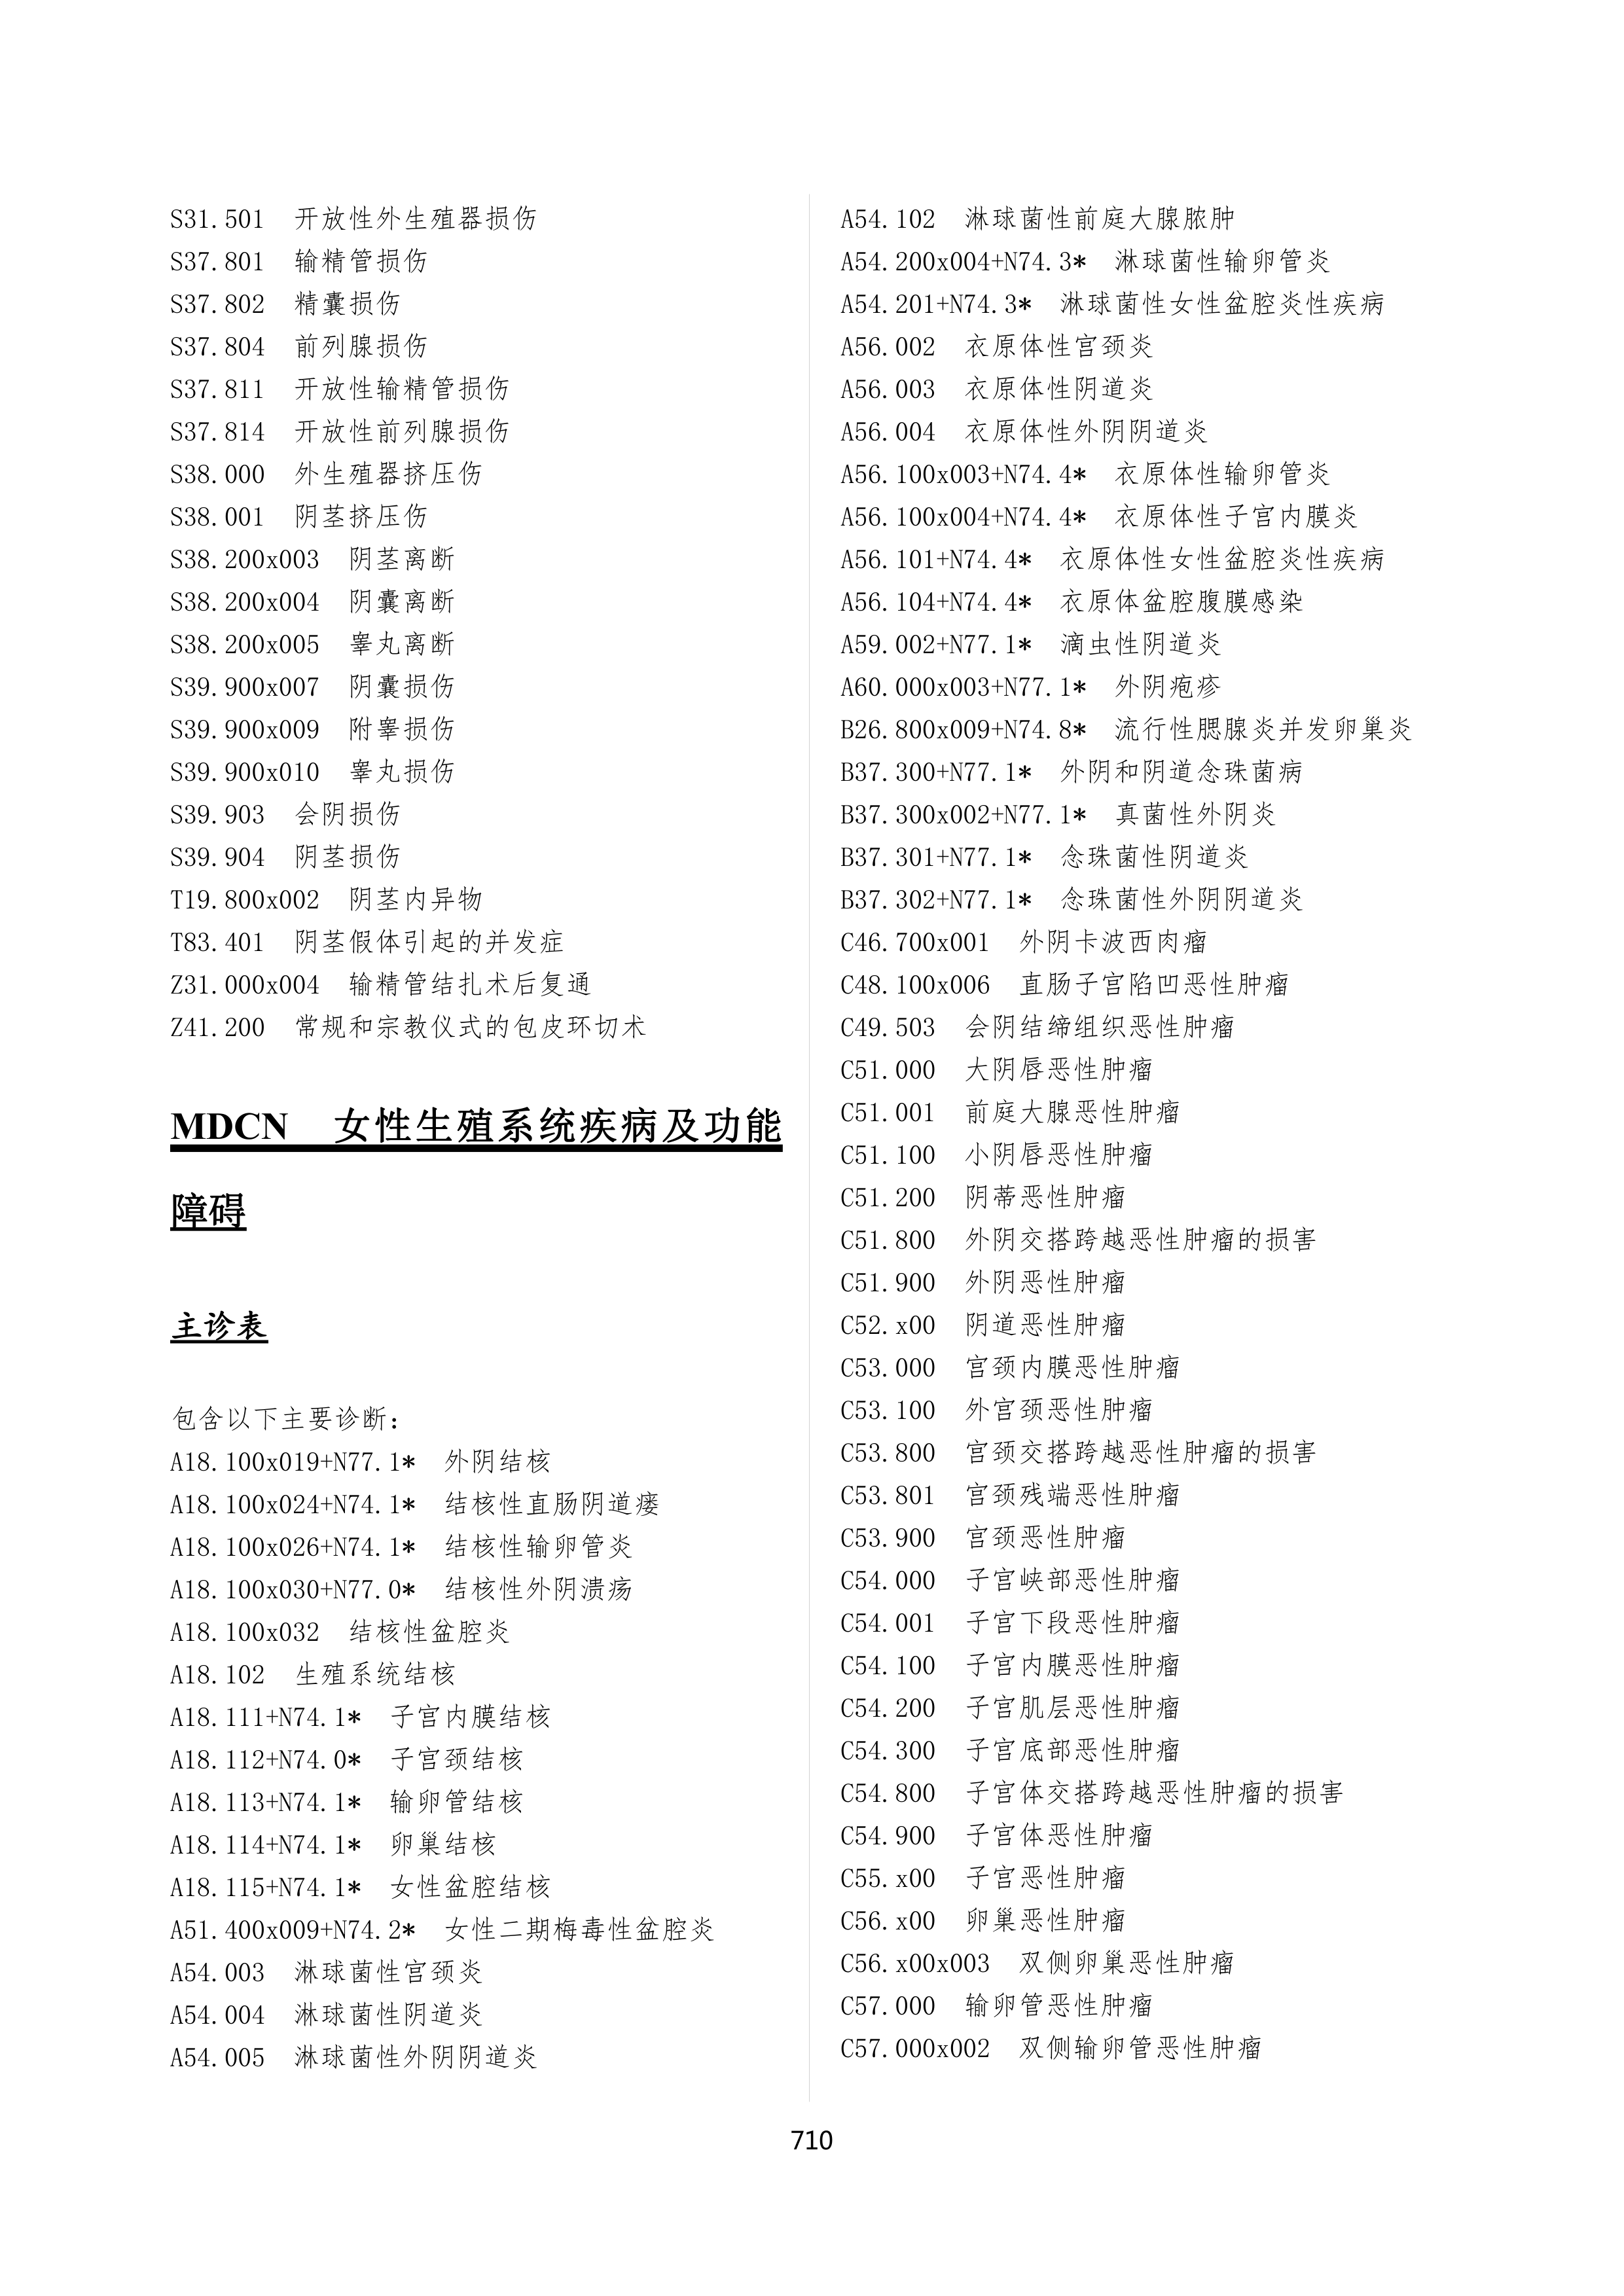 S31.501 开放性外生殖器损伤
S37.801 输精管损伤
S37.802 精囊损伤
S37.804 前列腺损伤
S37.811 开放性输精管损伤
S37.814 开放性前列腺损伤
S38.000 外生殖器挤压伤
S38.001 阴茎挤压伤
S38.200x003 阴茎离断
S38.200x004 阴囊离断
S38.200x005 睾丸离断
S39.900x007 阴囊损伤
S39.900x009 附睾损伤
S39.900x010 睾丸损伤
S39.903 会阴损伤
S39.904 阴茎损伤
T19.800x002 阴茎内异物
T83.401 阴茎假体引起的并发症
Z31.000x004 输精管结扎术后复通
Z41.200 常规和宗教仪式的包皮环切术
MDCN 女性生殖系统疾病及功能
障碍
主诊表
包含以下主要诊断：
A18.100x019+N77.1* 外阴结核
A18.100x024+N74.1* 结核性直肠阴道瘘
A18.100x026+N74.1* 结核性输卵管炎
A18.100x030+N77.0* 结核性外阴溃疡
A18.100x032 结核性盆腔炎
A18.102 生殖系统结核
A18.111+N74.1* 子宫内膜结核
A18.112+N74.0* 子宫颈结核
A18.113+N74.1* 输卵管结核
A18.114+N74.1* 卵巢结核
A18.115+N74.1* 女性盆腔结核
A51.400x009+N74.2* 女性二期梅毒性盆腔炎
A54.003 淋球菌性宫颈炎
A54.004 淋球菌性阴道炎
A54.005 淋球菌性外阴阴道炎
A54.102 淋球菌性前庭大腺脓肿
A54.200x004+N74.3* 淋球菌性输卵管炎
A54.201+N74.3* 淋球菌性女性盆腔炎性疾病
A56.002 衣原体性宫颈炎
A56.003 衣原体性阴道炎
A56.004 衣原体性外阴阴道炎
A56.100x003+N74.4* 衣原体性输卵管炎
A56.100x004+N74.4* 衣原体性子宫内膜炎
A56.101+N74.4* 衣原体性女性盆腔炎性疾病
A56.104+N74.4* 衣原体盆腔腹膜感染
A59.002+N77.1* 滴虫性阴道炎
A60.000x003+N77.1* 外阴疱疹
B26.800x009+N74.8* 流行性腮腺炎并发卵巢炎
B37.300+N77.1* 外阴和阴道念珠菌病
B37.300x002+N77.1* 真菌性外阴炎
B37.301+N77.1* 念珠菌性阴道炎
B37.302+N77.1* 念珠菌性外阴阴道炎
C46.700x001 外阴卡波西肉瘤
C48.100x006 直肠子宫陷凹恶性肿瘤
C49.503 会阴结缔组织恶性肿瘤
C51.000 大阴唇恶性肿瘤
C51.001 前庭大腺恶性肿瘤
C51.100 小阴唇恶性肿瘤
C51.200 阴蒂恶性肿瘤
C51.800 外阴交搭跨越恶性肿瘤的损害
C51.900 外阴恶性肿瘤
C52.x00 阴道恶性肿瘤
C53.000 宫颈内膜恶性肿瘤
C53.100 外宫颈恶性肿瘤
C53.800 宫颈交搭跨越恶性肿瘤的损害
C53.801 宫颈残端恶性肿瘤
C53.900 宫颈恶性肿瘤
C54.000 子宫峡部恶性肿瘤
C54.001 子宫下段恶性肿瘤
C54.100 子宫内膜恶性肿瘤
C54.200 子宫肌层恶性肿瘤
C54.300 子宫底部恶性肿瘤
C54.800 子宫体交搭跨越恶性肿瘤的损害
C54.900 子宫体恶性肿瘤
C55.x00 子宫恶性肿瘤
C56.x00 卵巢恶性肿瘤
C56.x00x003 双侧卵巢恶性肿瘤
C57.000 输卵管恶性肿瘤
C57.000x002 双侧输卵管恶性肿瘤
710